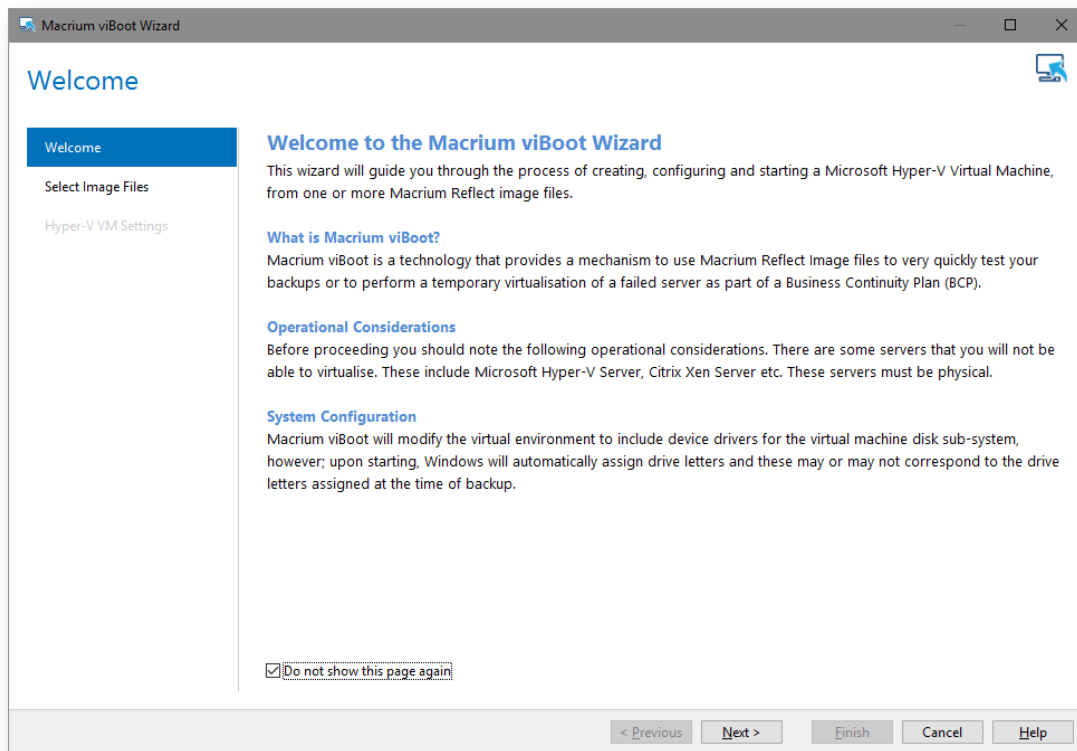 Macrium viBoot Wizard
Welcome
Welcome
Select Image Files
Hyper-V VM Settings
Welcome to the Macrium viBoot Wizard
This wizard will guide you through the process of creating, configuring and starting a Microsoft Hyper-V Virtual Machine,
from one or more Macrium Reflect image files.
What is Macrium viBoot?
Macrium viBoot is a technology that provides a mechanism to use Macrium Reflect Image files to very quickly test your
backups or to perform a temporary virtualisation of a failed server as part of a Business Continuity Plan (BCP).
Operational Considerations
Before proceeding you should note the following operational considerations. There are some servers that you will not be
able to virtualise. These include Microsoft Hyper-V Server, Citrix Xen Server etc. These servers must be physical.
System Configuration
Macrium viBoot will modify the virtual environment to include device drivers for the virtual machine disk sub-system,
however; upon starting, Windows will automatically assign drive letters and these may or may not correspond to the drive
letters assigned at the time of backup.
Do not show this page again
< Previous
Next >
Finish
Cancel
Help